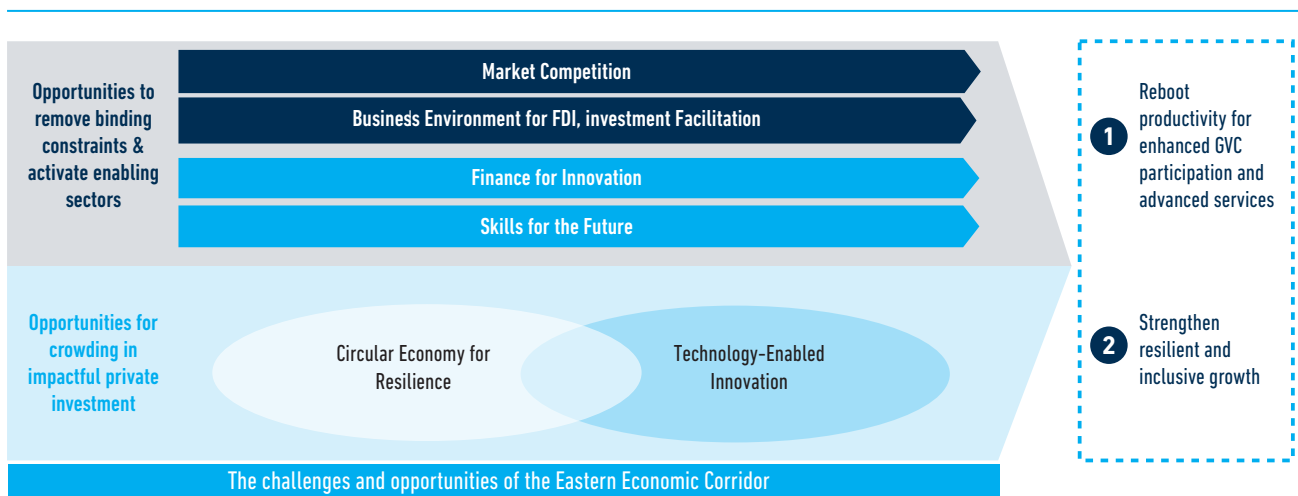 Opportunities to
remove binding
constraints &
activate enabling
sectors
Market Competition
Business Environment for FDI, investment Facilitation
Finance for Innovation
Skills for the Future
Opportunities for
crowding in
impactful private
investment
Circular Economy for
Resilience
Technology-Enabled
Innovation
The challenges and opportunities of the Eastern Economic Corridor
1
Reboot
productivity for
enhanced GVC
participation and
advanced services
2
Strengthen
resilient and
inclusive growth